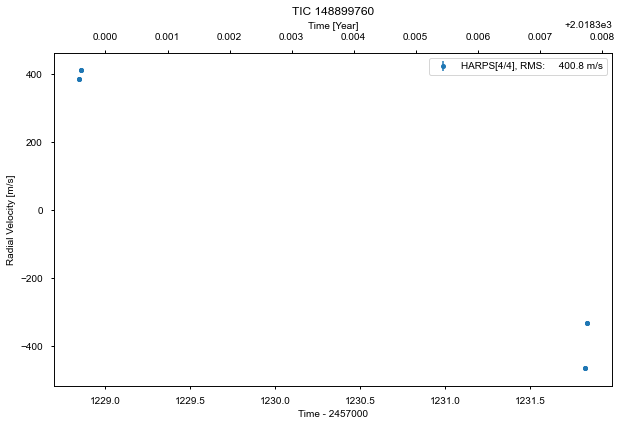 TIC 148899760
Time [Year]
+2.0183e3
0.000 0.001 0.002 0.003 0.004 0.005 0.006 0.007 0.008
HARPS[4/4], RMS: 400.8 m/s
400
200
0
−200
−400
Radial Velocity [m/s]
1229.0 1229.5 1230.0 1230.5 1231.0 1231.5
Time - 2457000